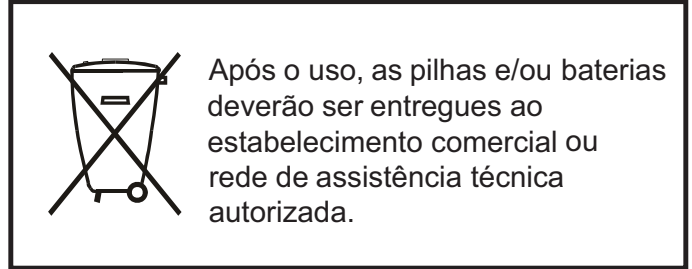 Após o uso, as pilhas e/ou baterias
deverão ser entregues ao
estabelecimento comercial ou
rede de assistência técnica
autorizada.